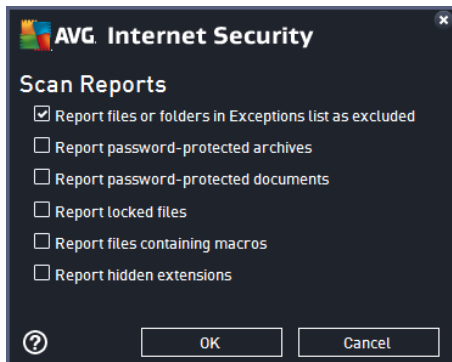 AVG Internet Security
Scan Reports
Report files or folders in Exceptions list as excluded
Report password-protected archives
Report password-protected documents
Report locked files
Report files containing macros
Report hidden extensions
?
OK
Cancel